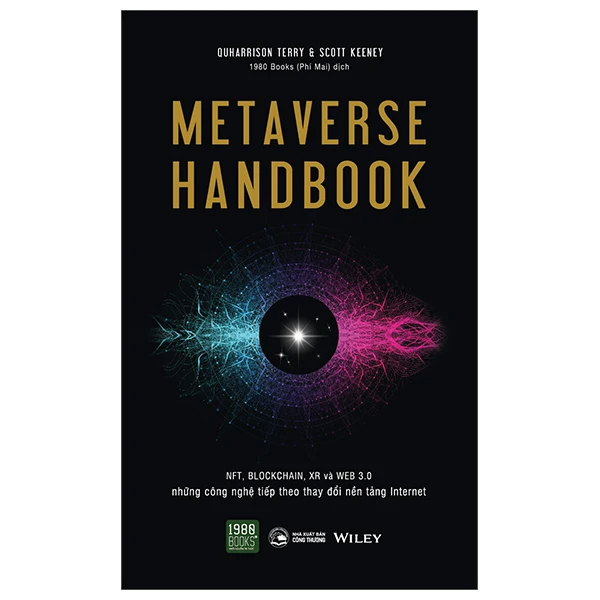 QUHARRISON TERRY & SCOTT KEENEY
1980 Books (Phí Mai) dịch
METAVERSE
HANDBOOK
NFT, BLOCKCHAIN, XR và WEB 3.0
những công nghệ tiếp theo thay đổi nền tảng Internet
1980
BOOKS
NHÀ XUẤT BẢN
CÔNG THƯƠNG
WILEY